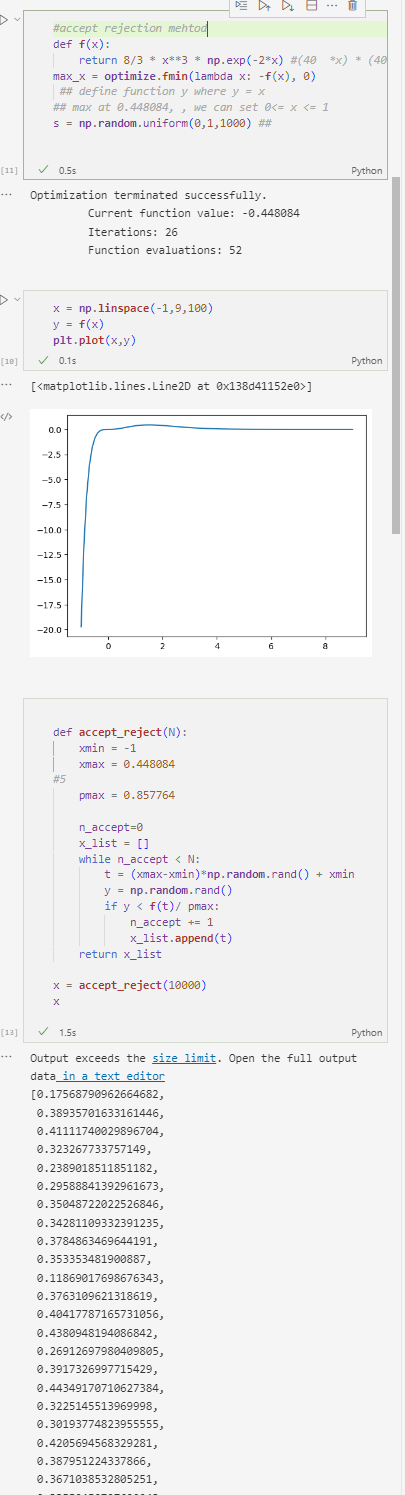 #accept rejection mehtod
def f(x):
    return 8/3 * x**3 * np.exp(-2*x) #(40  *x) * (40
max_x = optimize.fmin(lambda x: -f(x), 0)
 ## define function y where y = x
## max at 0.448084, , we can set 0<= x <= 1
s = np.random.uniform(0,1,1000) ##
[11] 0.5s Python
... Optimization terminated successfully.
Current function value: -0.448084
Iterations: 26
Function evaluations: 52
x = np.linspace(-1,9,100)
y = f(x)
plt.plot(x,y)
[10] 0.1s Python
... [<matplotlib.lines.Line2D at 0x138d41152e0>]
0.0
−2.5
−5.0
−7.5
−10.0
−12.5
−15.0
−17.5
−20.0
0 2 4 6 8
def accept_reject(N):
    xmin = -1
    xmax = 0.448084
#5
    pmax = 0.857764
    n_accept=0
    x_list = []
    while n_accept < N:
        t = (xmax-xmin)*np.random.rand() + xmin
        y = np.random.rand()
        if y < f(t)/ pmax:
            n_accept += 1
            x_list.append(t)
    return x_list
x = accept_reject(10000)
x
[13] 1.5s Python
... Output exceeds the size limit. Open the full output
data in a text editor
[0.17568790962664682,
0.38935701633161446,
0.41111740029896704,
0.323267733757149,
0.2389018511851182,
0.29588841392961673,
0.35048722022526846,
0.34281109332391235,
0.3784863469644191,
0.353353481900887,
0.11869017698676343,
0.3763109621318619,
0.40417787165731056,
0.4380948194086842,
0.26912697980409805,
0.3917326997715429,
0.44349170710627384,
0.3225145513969998,
0.30193774823955555,
0.4205694568329281,
0.387951224337866,
0.3671038532805251,